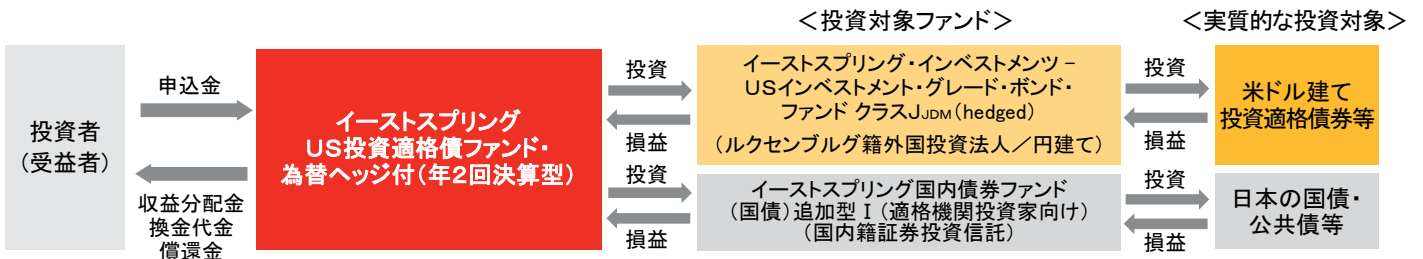 ＜投資対象ファンド＞
＜実質的な投資対象＞
投資者
（受益者）
申込金
収益分配金
換金代金
償還金
イーストスプリング
US投資適格債ファンド・
為替ヘッジ付（年2回決算型）
投資
損益
投資
損益
イーストスプリング・インベストメンツ－
USインベストメント・グレード・ボンド・
ファンド クラスJJDM（hedged）
（ルクセンブルグ籍外国投資法人／円建て）
イーストスプリング国内債券ファンド
（国債）追加型Ⅰ（適格機関投資家向け）
（国内籍証券投資信託）
投資
損益
投資
損益
米ドル建て
投資適格債券等
日本の国債・
公共債等